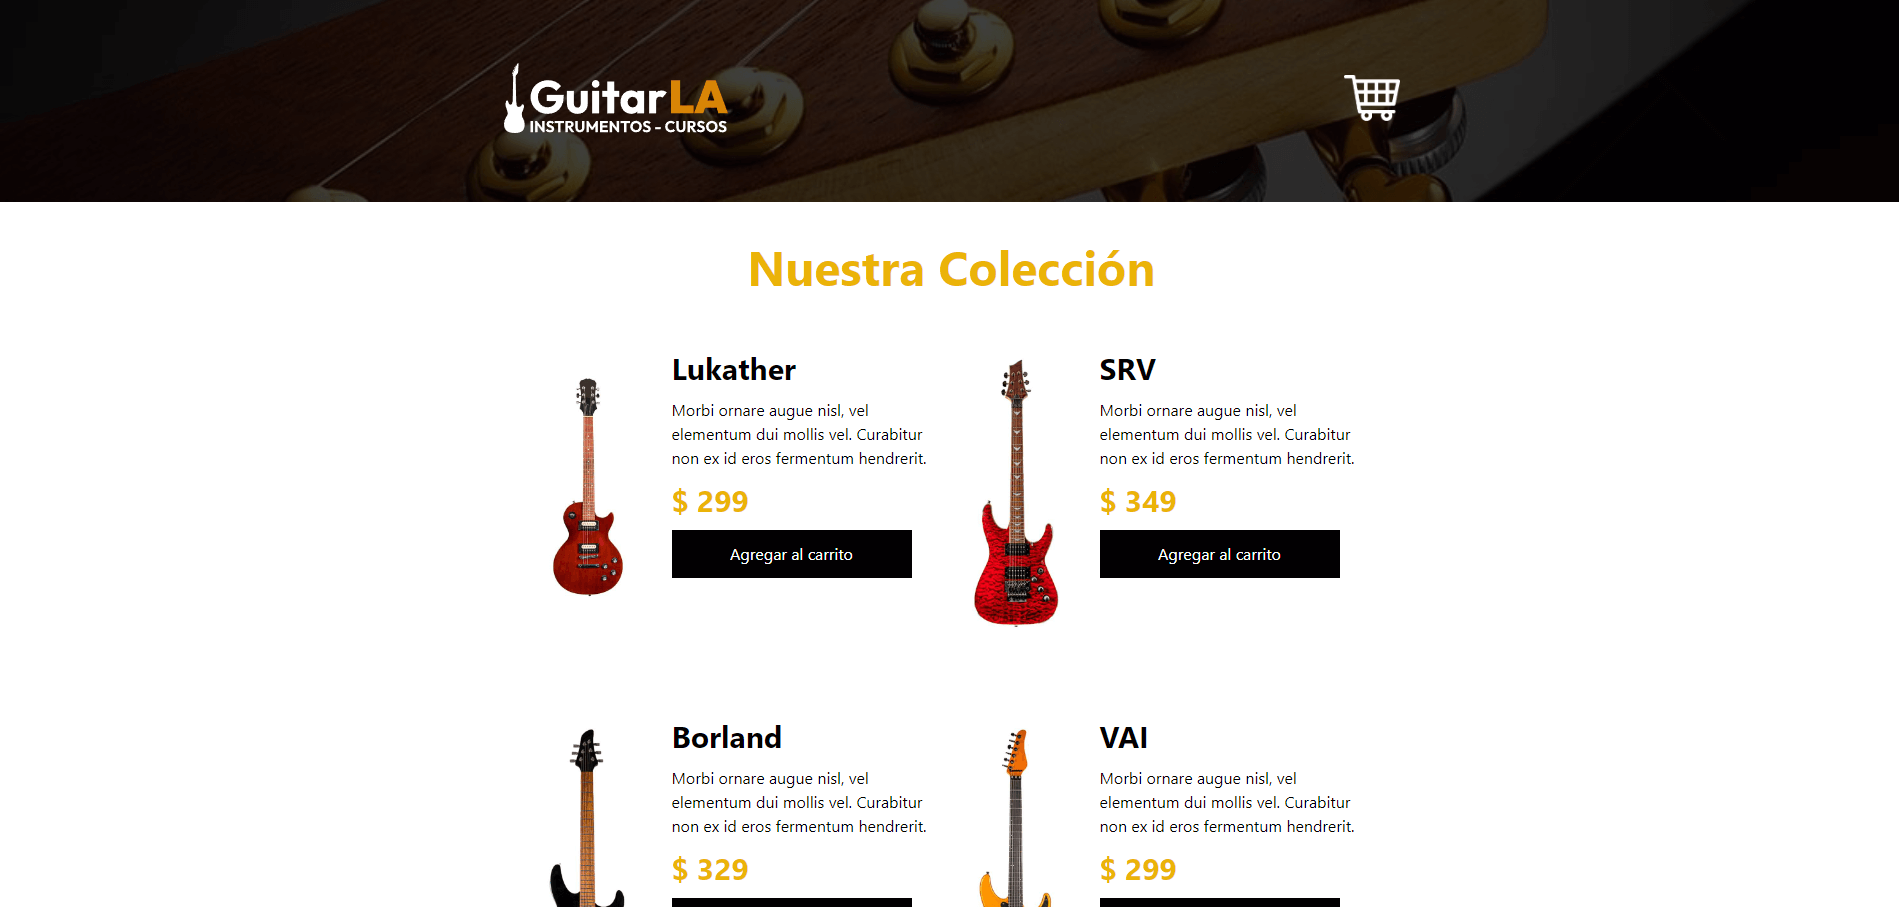 GuitarLA
INSTRUMENTOS - CURSOS
Nuestra Colección
Lukather
Morbi ornare augue nisl, vel
elementum dui mollis vel. Curabitur
non ex id eros fermentum hendrerit.
$ 299
Agregar al carrito
SRV
Morbi ornare augue nisl, vel
elementum dui mollis vel. Curabitur
non ex id eros fermentum hendrerit.
$ 349
Agregar al carrito
Borland
Morbi ornare augue nisl, vel
elementum dui mollis vel. Curabitur
non ex id eros fermentum hendrerit.
$ 329
VAI
Morbi ornare augue nisl, vel
elementum dui mollis vel. Curabitur
non ex id eros fermentum hendrerit.
$ 299